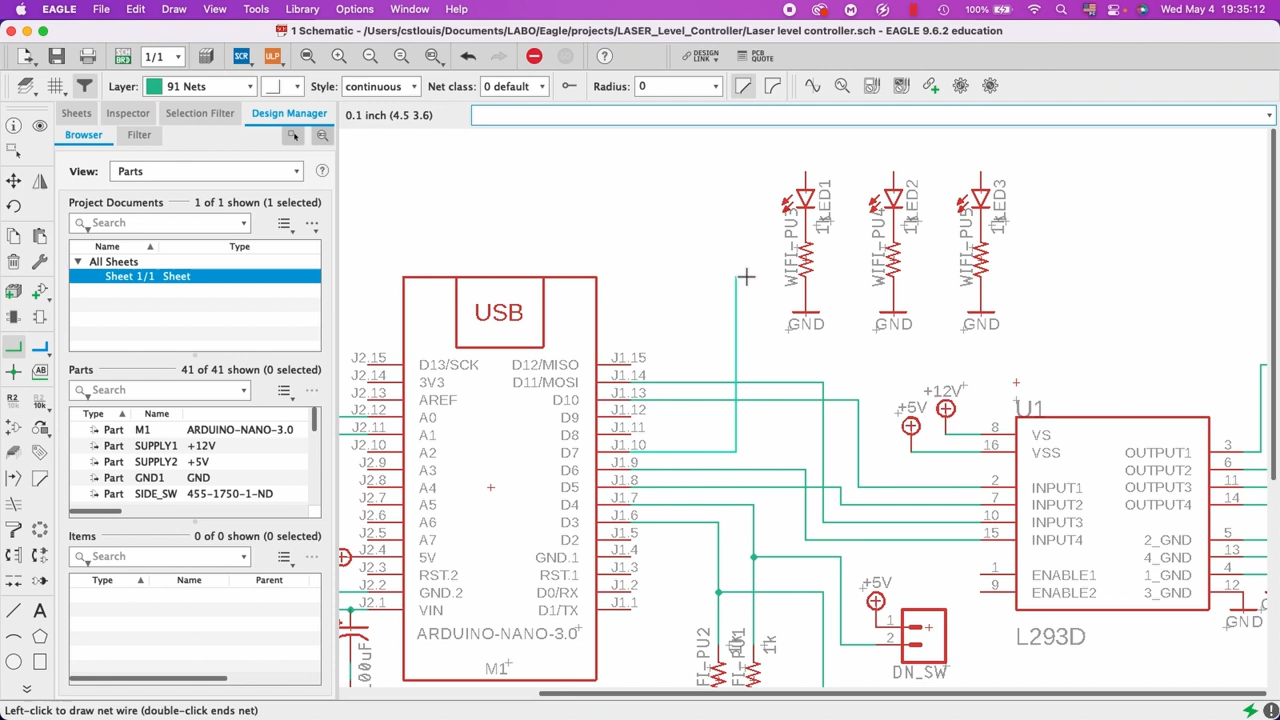 EAGLE File Edit Draw View Tools Library Options Window Help 100% Wed May 4 19:35:12
1 Schematic - /Users/cstlouis/Documents/LABO/Eagle/projects/LASER_Level_Controller/Laser level controller.sch - EAGLE 9.6.2 education
1/1 SCR ULP DESIGN LINK PCB QUOTE
Layer: 91 Nets Style: continuous Net class: 0 default Radius: 0
Sheets Inspector Selection Filter Design Manager 0.1 inch (4.5 3.6)
Browser Filter
View: Parts
Project Documents 1 of 1 shown (1 selected)
Search
Name Type
All Sheets
Sheet 1/1 Sheet
Parts 41 of 41 shown (0 selected)
Search
Type Name
Part M1 ARDUINO-NANO-3.0
Part SUPPLY1 +12V
Part SUPPLY2 +5V
Part GND1 GND
Part SIDE_SW 455-1750-1-ND
Items 0 of 0 shown (0 selected)
Search
Type Name Parent
R2 10k R2 10k
LED1 LED2 LED3
1k 1k 1k
WIFI-PU3 WIFI-PU4 WIFI-PU5
GND GND GND
USB
J2.15 D13/SCK D12/MISO J1.15
J2.14 3V3 D11/MOSI J1.14
J2.13 AREF D10 J1.13
J2.12 A0 D9 J1.12
J2.11 A1 D8 J1.11
J2.10 A2 D7 J1.10
J2.9 A3 D6 J1.9
J2.8 A4 D5 J1.8
J2.7 A5 D4 J1.7
J2.6 A6 D3 J1.6
J2.5 A7 D2 J1.5
J2.4 5V GND.1 J1.4
J2.3 RST.2 RST.1 J1.3
J2.2 GND.2 D0/RX J1.2
J2.1 VIN D1/TX J1.1
ARDUINO-NANO-3.0
M1
100uF
+12V
+5V
U1
8 VS
16 VSS OUTPUT1 3
OUTPUT2 6
2 INPUT1 OUTPUT3 11
7 INPUT2 OUTPUT4 14
10 INPUT3
15 INPUT4 2_GND 5
4_GND 13
1 ENABLE1 1_GND 4
9 ENABLE2 3_GND 12
GND
L293D
+5V
1
2
DN_SW
FI-PU2 1k
Left-click to draw net wire (double-click ends net)